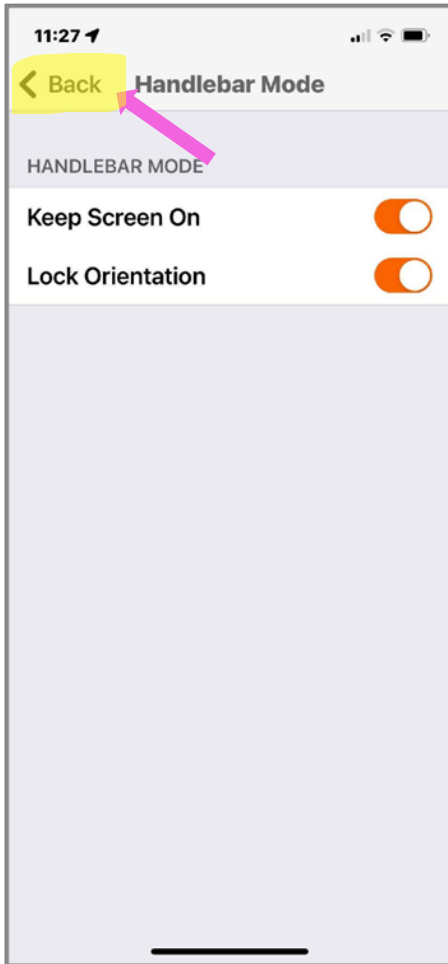 11:27
Back Handlebar Mode
HANDLEBAR MODE
Keep Screen On
Lock Orientation